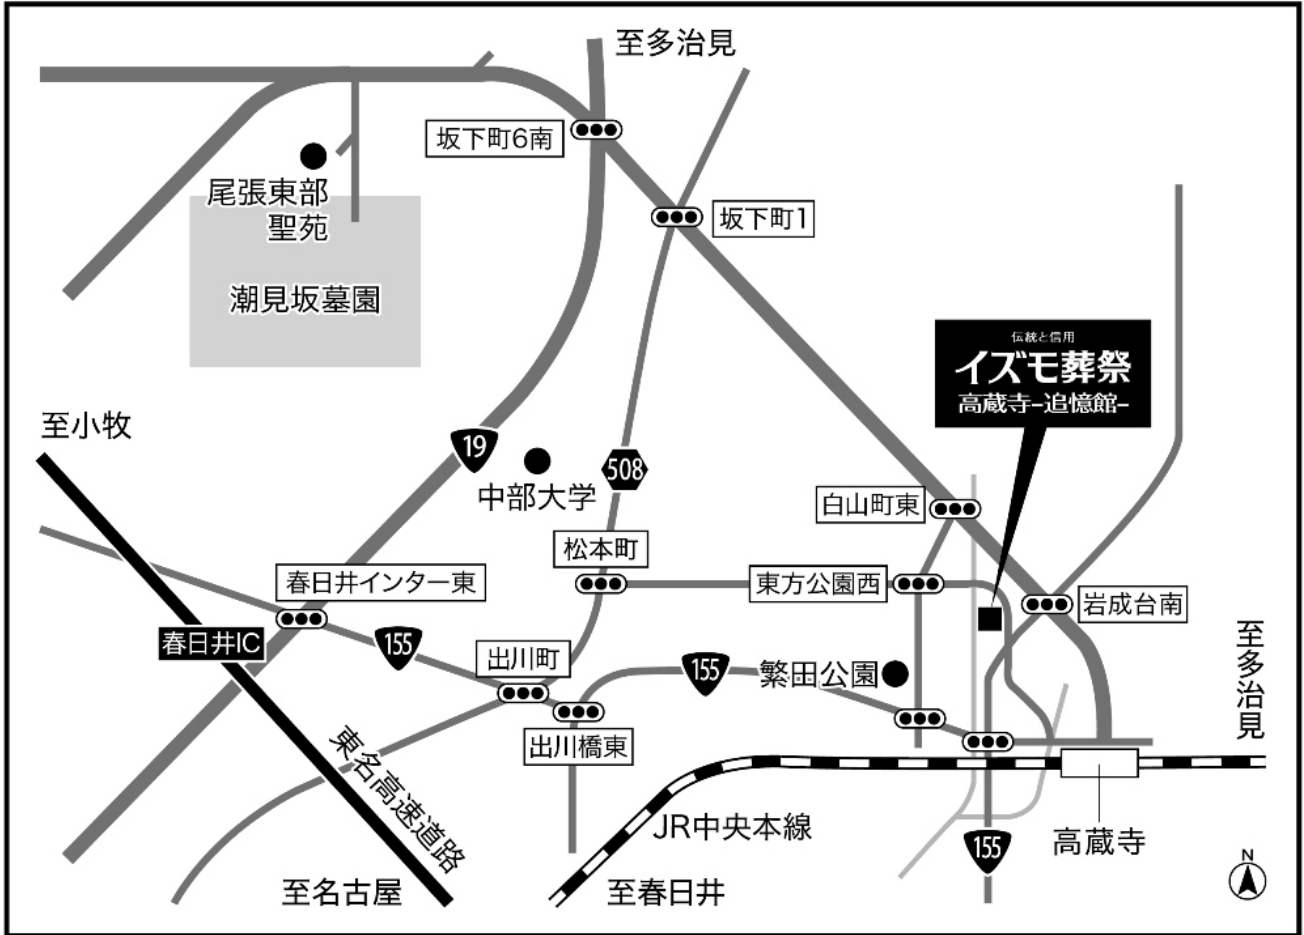 至多治見
坂下町6南
尾張東部
聖苑
坂下町1
潮見坂墓園
伝統と信用
イズモ葬祭
高蔵寺-追憶館-
至小牧
19
中部大学
508
白山町東
松本町
春日井インター東
東方公園西
岩成台南
春日井IC
155
出川町
155
繁田公園
至多治見
出川橋東
東名高速道路
JR中央本線
155
高蔵寺
至名古屋
至春日井
N